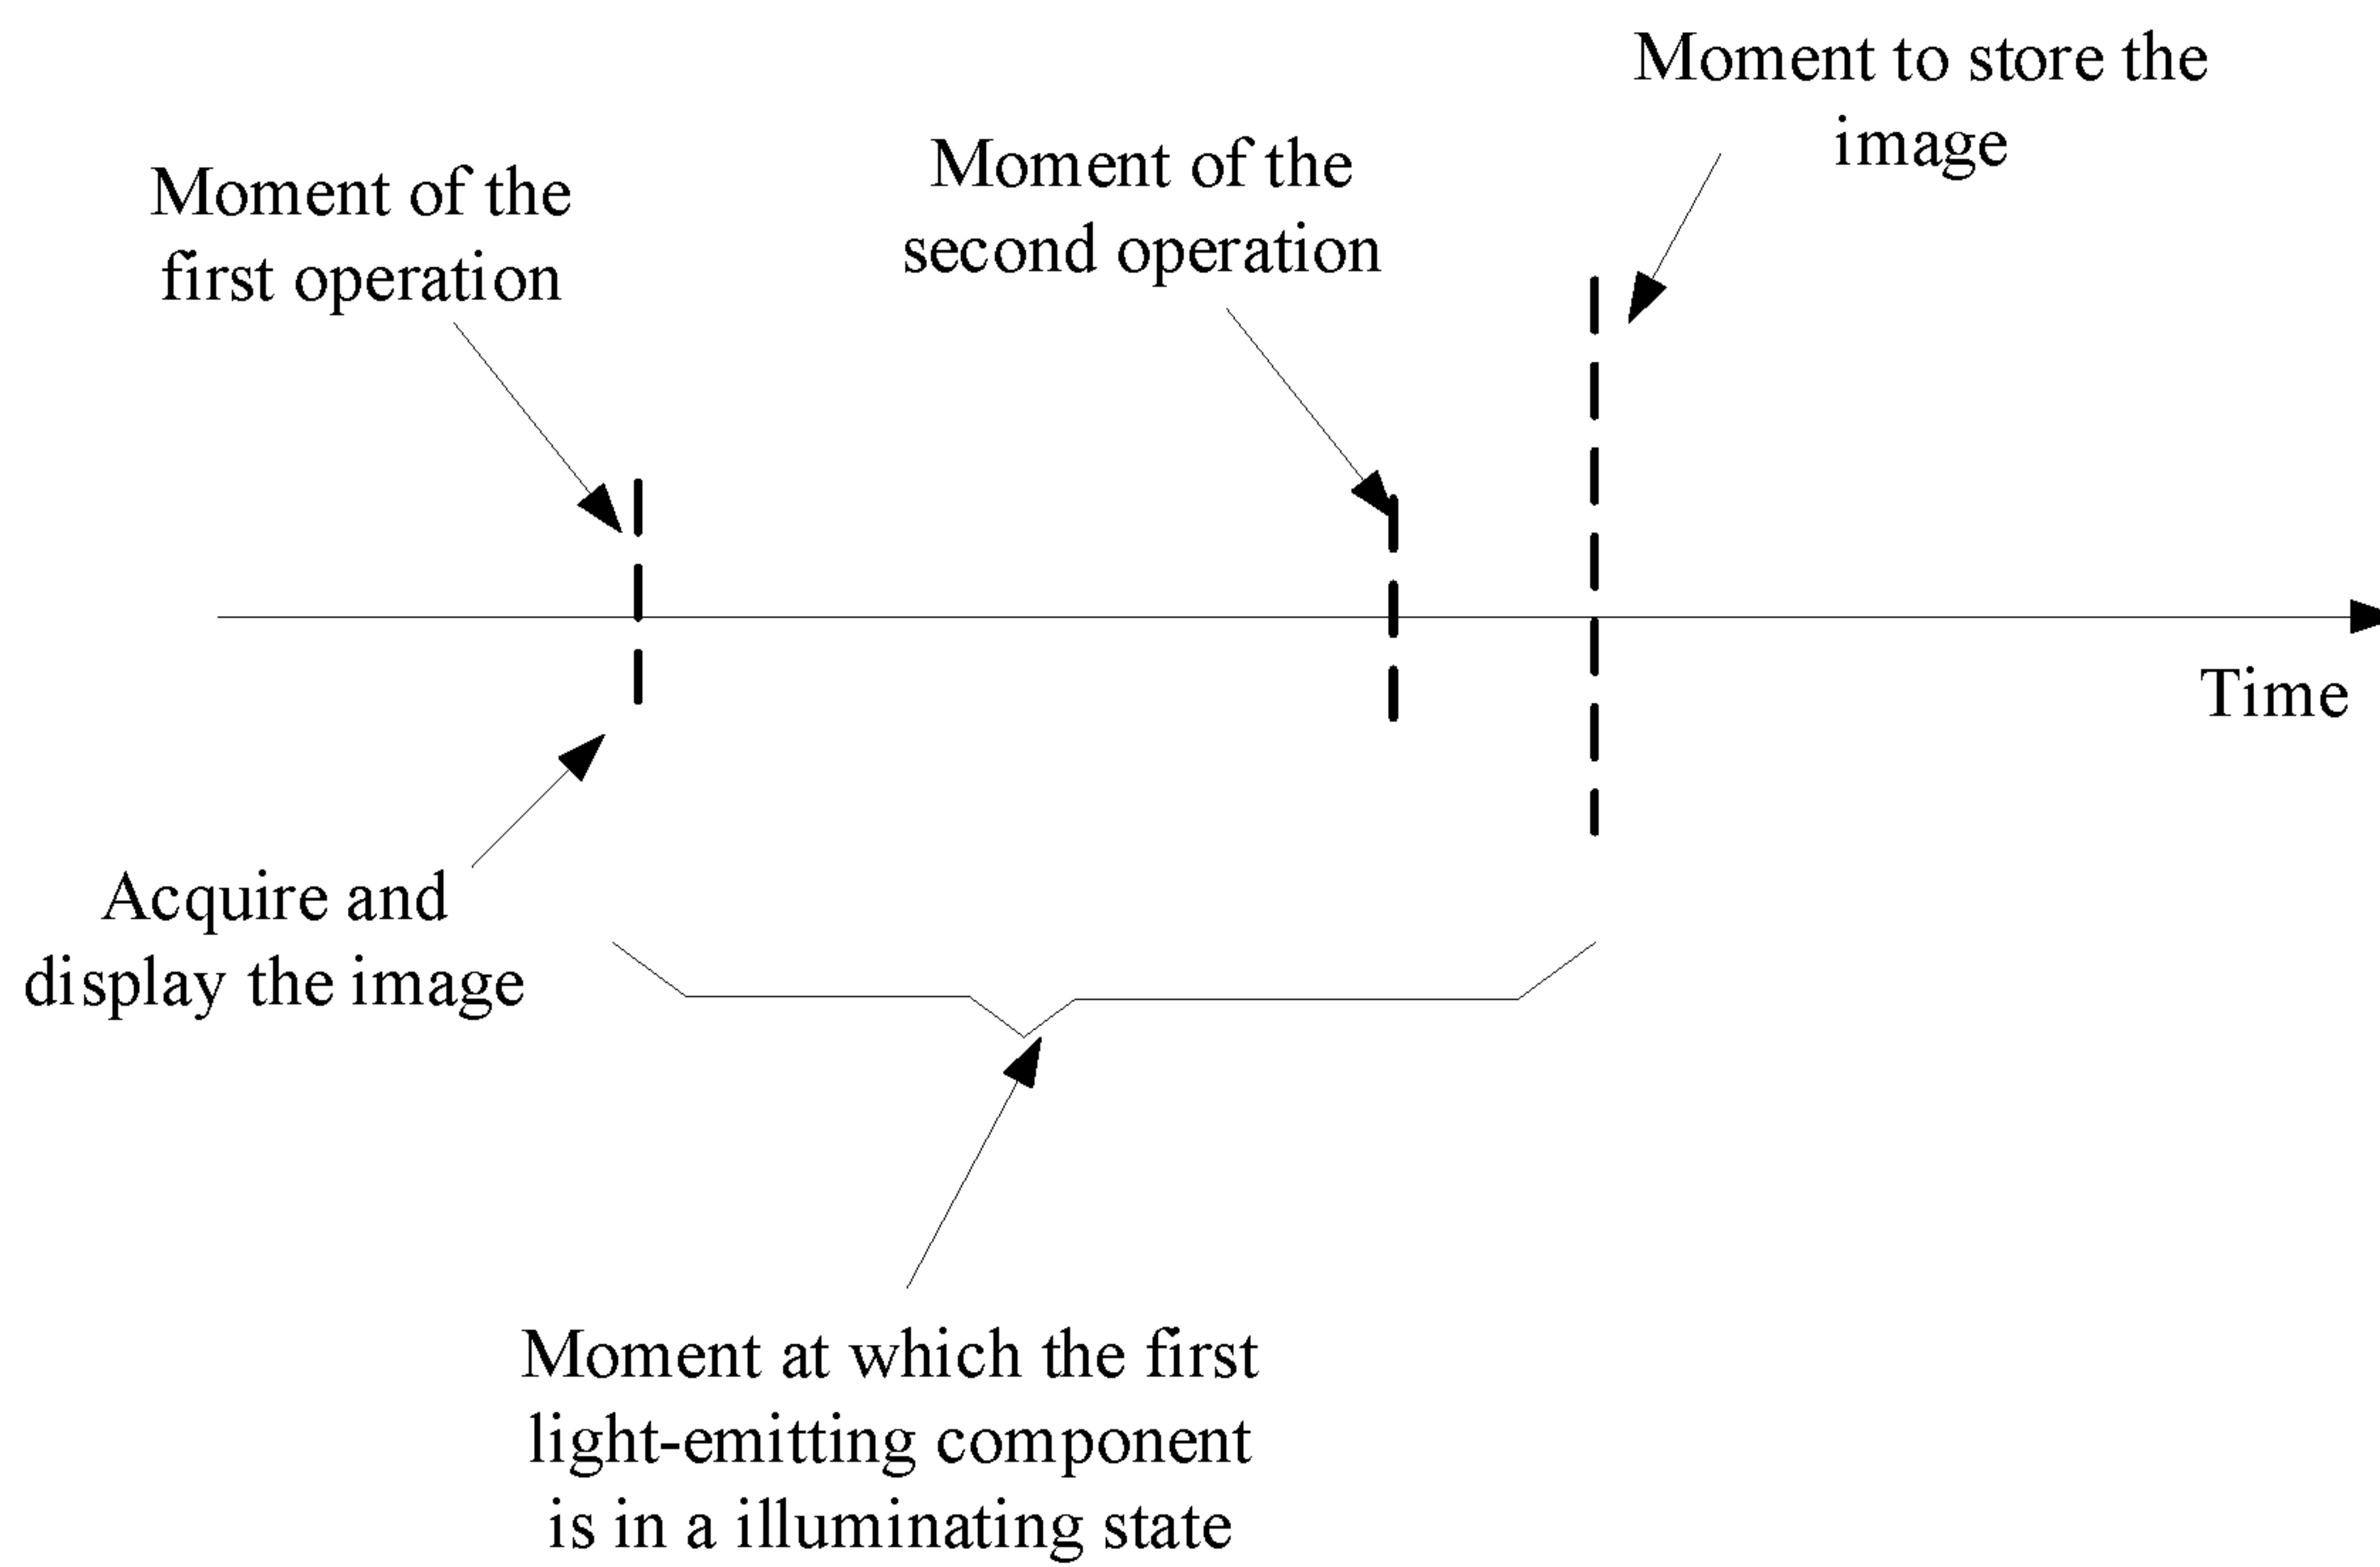 Moment to store the
image
Moment of the
second operation
Moment of the
first operation
Time
Acquire and
display the image
Moment at which the first
light-emitting component
is in a illuminating state